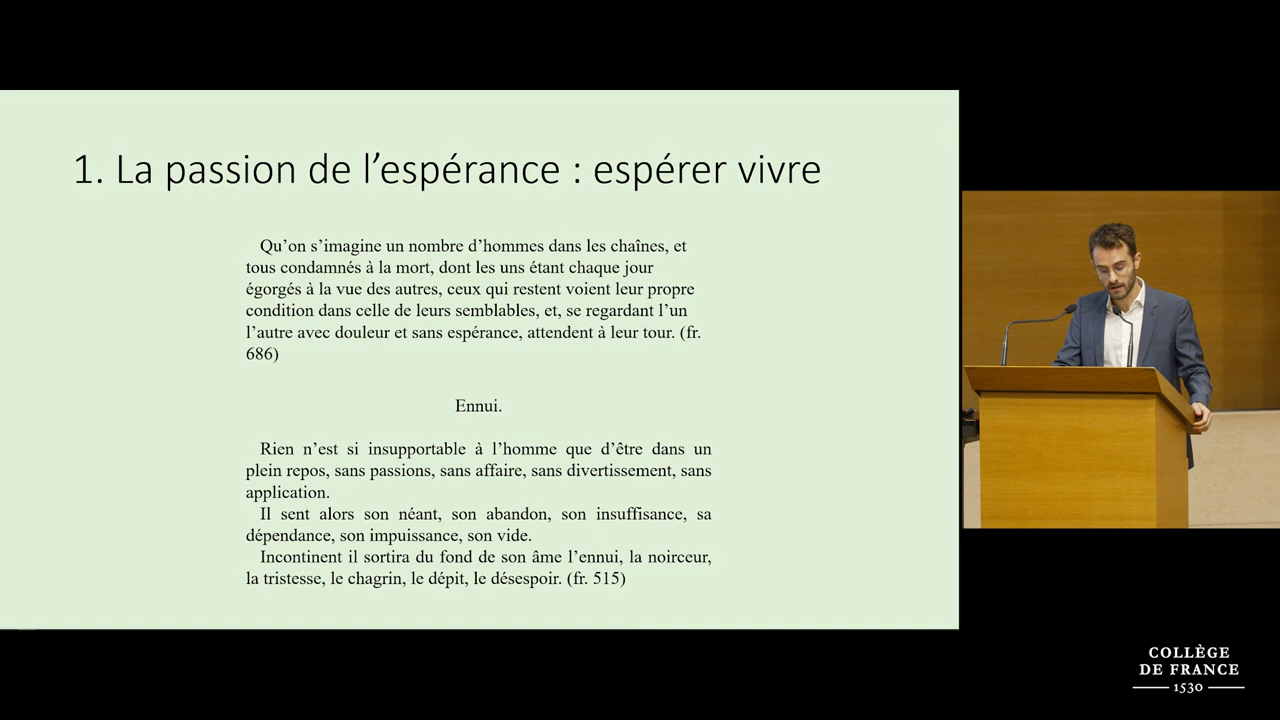 1. La passion de l’espérance : espérer vivre
Qu’on s’imagine un nombre d’hommes dans les chaînes, et
tous condamnés à la mort, dont les uns étant chaque jour
égorgés à la vue des autres, ceux qui restent voient leur propre
condition dans celle de leurs semblables, et, se regardant l’un
l’autre avec douleur et sans espérance, attendent à leur tour. (fr.
686)
Ennui.
Rien n’est si insupportable à l’homme que d’être dans un
plein repos, sans passions, sans affaire, sans divertissement, sans
application.
Il sent alors son néant, son abandon, son insuffisance, sa
dépendance, son impuissance, son vide.
Incontinent il sortira du fond de son âme l’ennui, la noirceur,
la tristesse, le chagrin, le dépit, le désespoir. (fr. 515)
COLLÈGE
DE FRANCE
1530